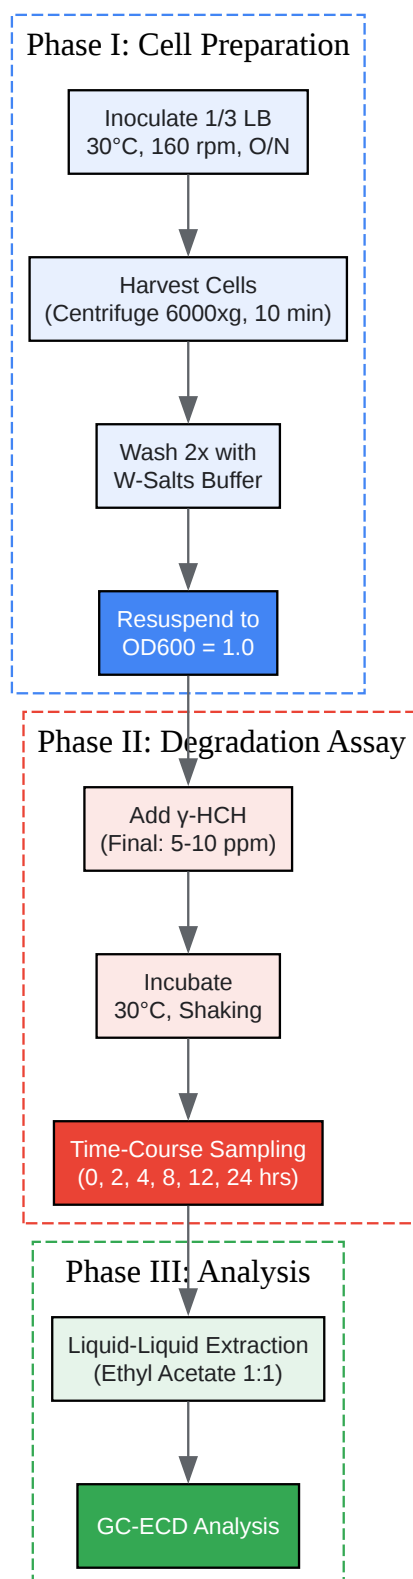 Phase I: Cell Preparation
Inoculate 1/3 LB
30°C, 160 rpm, O/N
Harvest Cells
(Centrifuge 6000xg, 10 min)
Wash 2x with
W-Salts Buffer
Resuspend to
OD600 = 1.0
Phase II: Degradation Assay
Add γ-HCH
(Final: 5-10 ppm)
Incubate
30°C, Shaking
Time-Course Sampling
(0, 2, 4, 8, 12, 24 hrs)
Phase III: Analysis
Liquid-Liquid Extraction
(Ethyl Acetate 1:1)
GC-ECD Analysis